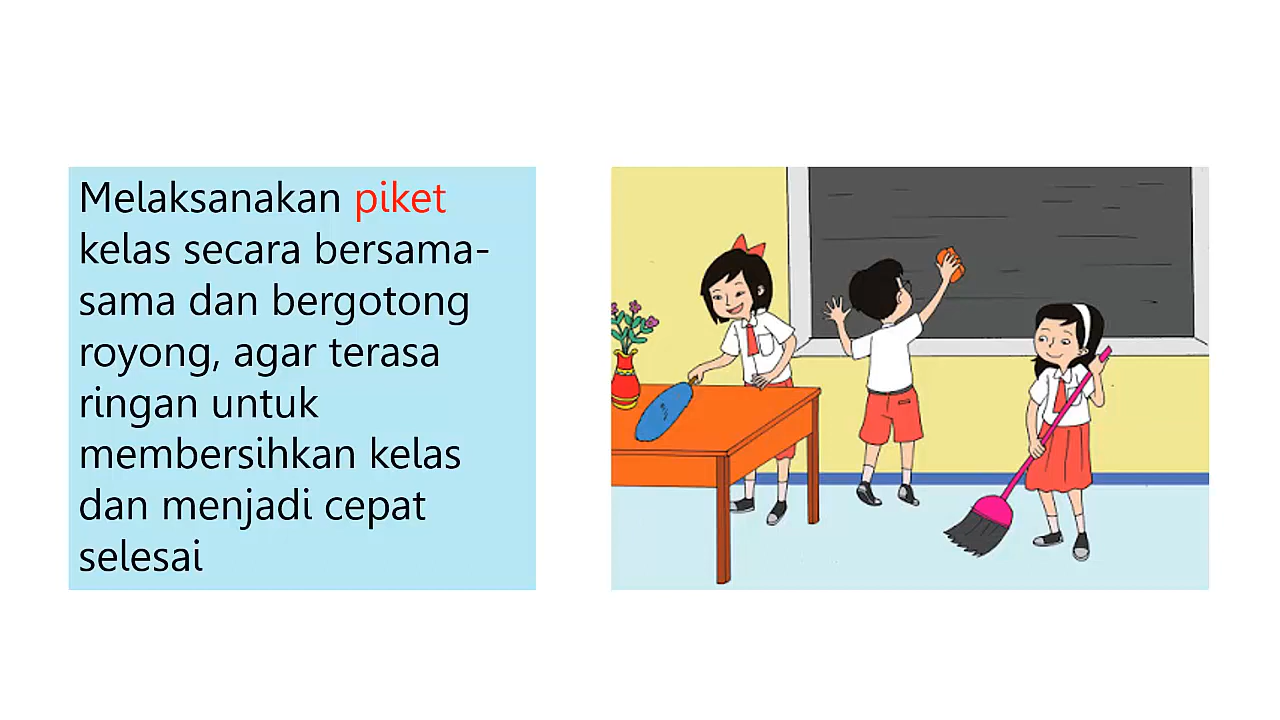 Melaksanakan piket
kelas secara bersama-
sama dan bergotong
royong, agar terasa
ringan untuk
membersihkan kelas
dan menjadi cepat
selesai